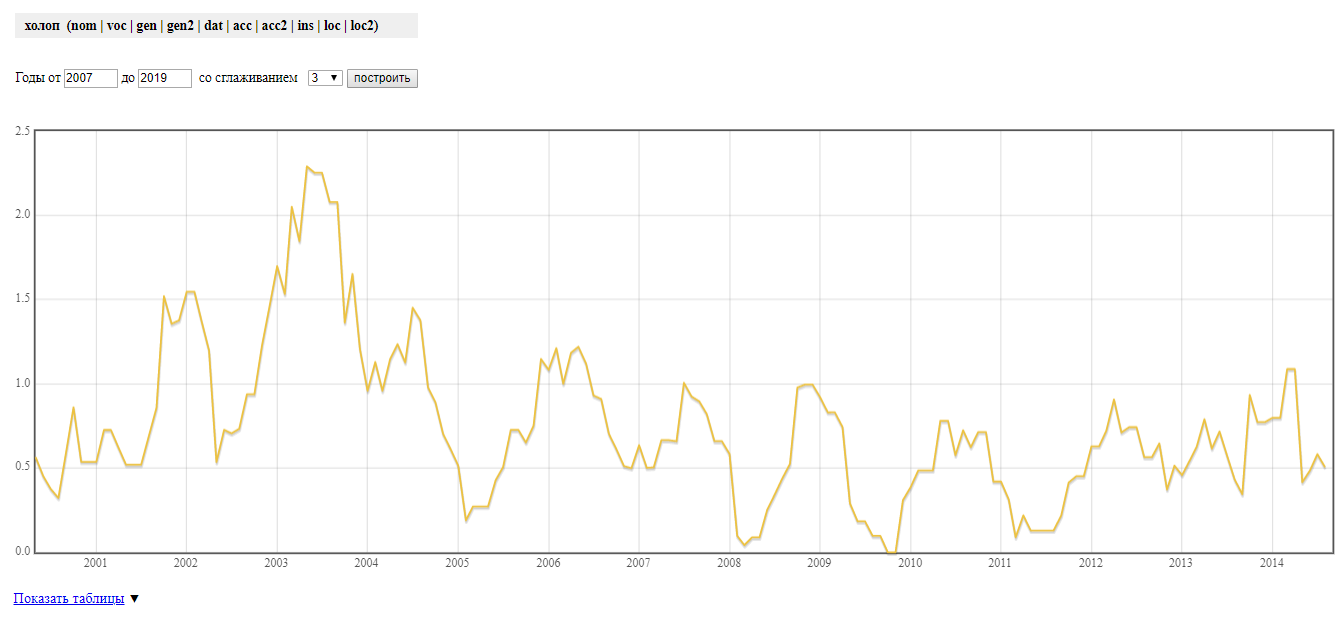 холоп (nom | voc | gen | gen2 | dat | acc | acc2 | ins | loc | loc2)
Годы от 2007 до 2019 со сглаживанием 3 ▼ построить
2.5
2.0
1.5
1.0
0.5
0.0
2001 2002 2003 2004 2005 2006 2007 2008 2009 2010 2011 2012 2013 2014
Показать таблицы ▼